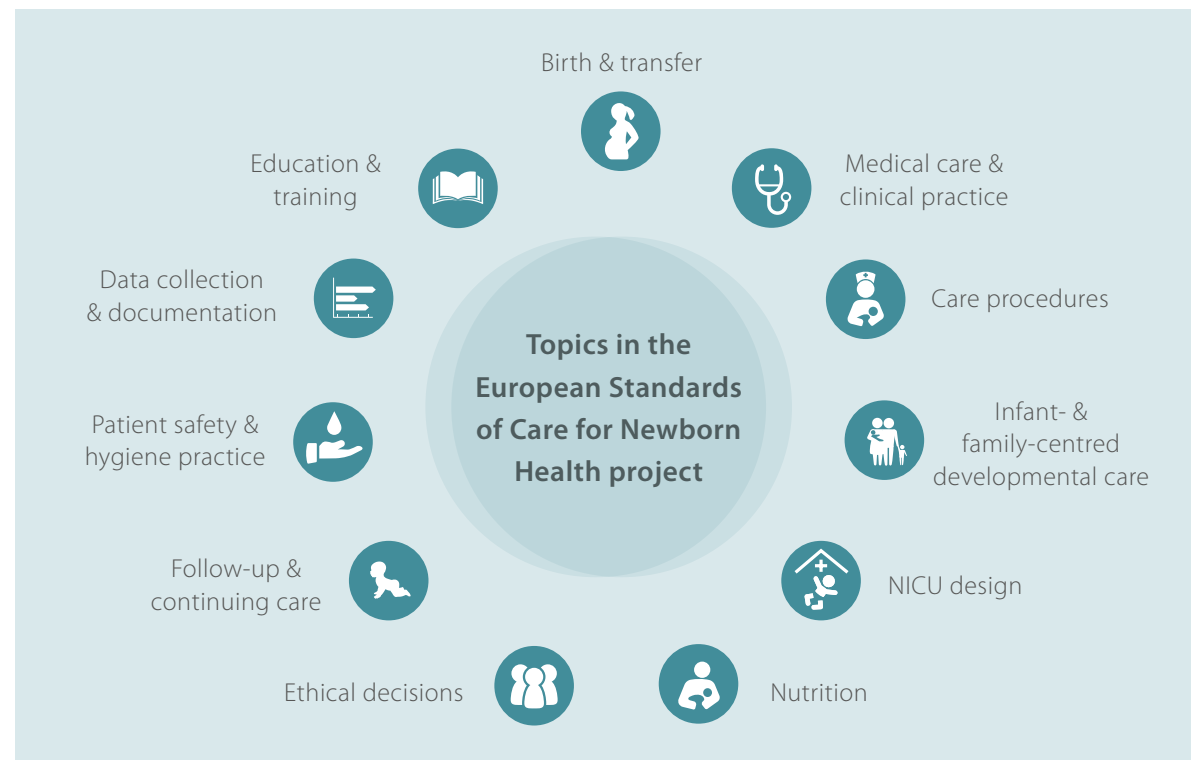 Birth & transfer
Education &
training
Medical care &
clinical practice
Data collection
& documentation
Care procedures
Topics in the
European Standards
of Care for Newborn
Health project
Patient safety &
hygiene practice
Infant- &
family-centred
developmental care
Follow-up &
continuing care
NICU design
Ethical decisions
Nutrition